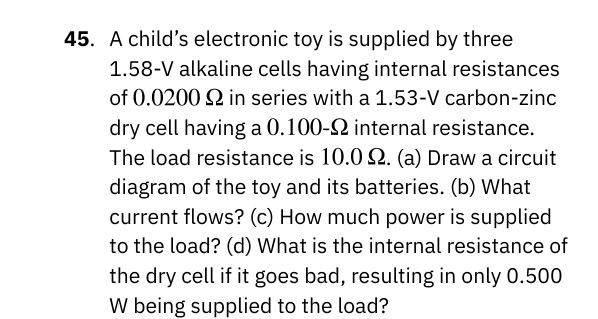 45. A child's electronic toy is supplied by three
1.58-V alkaline cells having internal resistances
of 0.0200 Ω in series with a 1.53-V carbon-zinc
dry cell having a 0.100-Ω internal resistance.
The load resistance is 10.0 Ω. (a) Draw a circuit
diagram of the toy and its batteries. (b) What
current flows? (c) How much power is supplied
to the load? (d) What is the internal resistance of
the dry cell if it goes bad, resulting in only 0.500
W being supplied to the load?